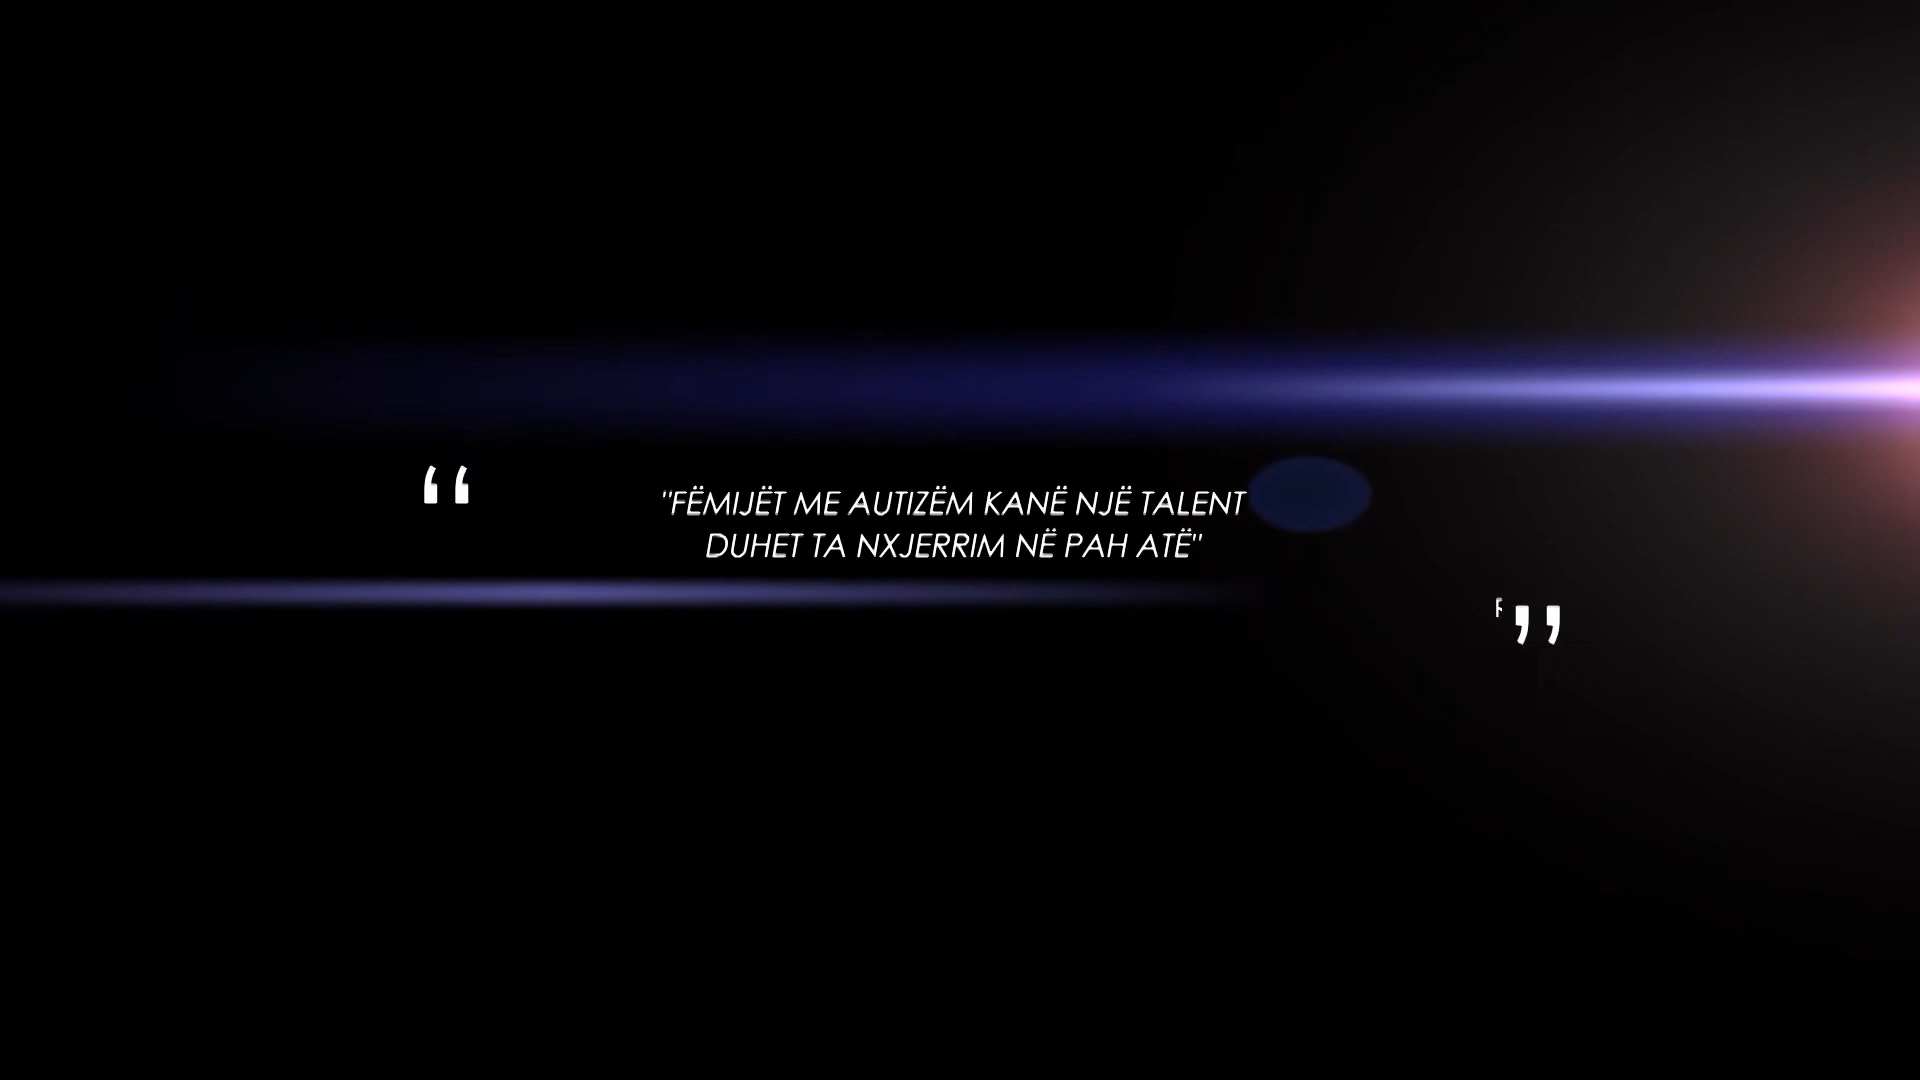 “
"FËMIJËT ME AUTIZËM KANË NJË TALENT
DUHET TA NXJERRIM NË PAH ATË"
”